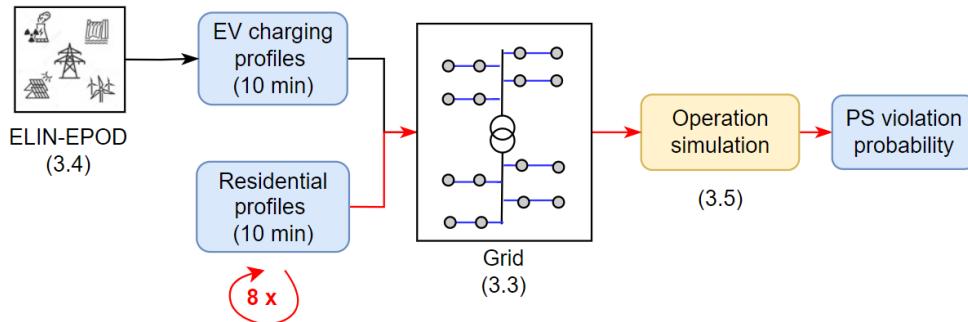 ELIN-EPOD
(3.4)
EV charging
profiles
(10 min)
Residential
profiles
(10 min)
8 x
Grid
(3.3)
Operation
simulation
(3.5)
PS violation
probability